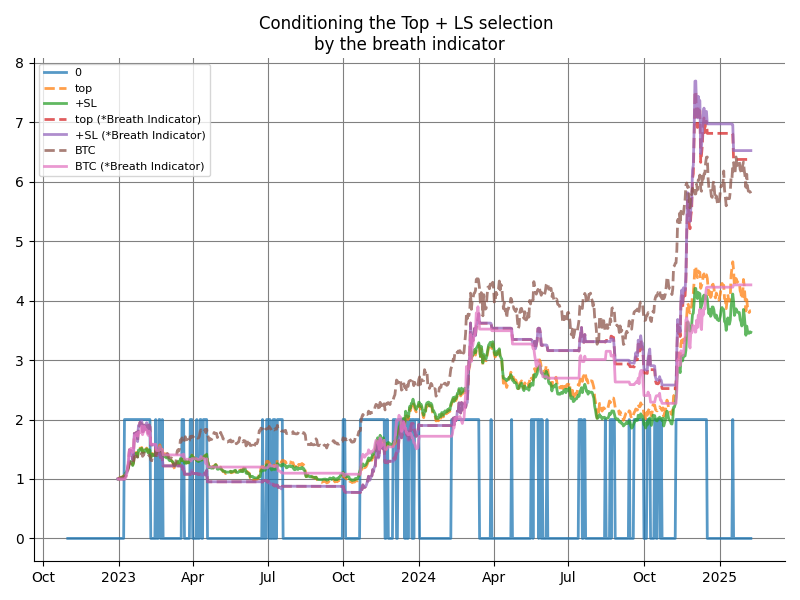 Conditioning the Top + LS selection
by the breath indicator
8
7
6
5
4
3
2
1
0
0
top
+SL
top (*Breath Indicator)
+SL (*Breath Indicator)
BTC
BTC (*Breath Indicator)
Oct 2023 Apr Jul Oct 2024 Apr Jul Oct 2025